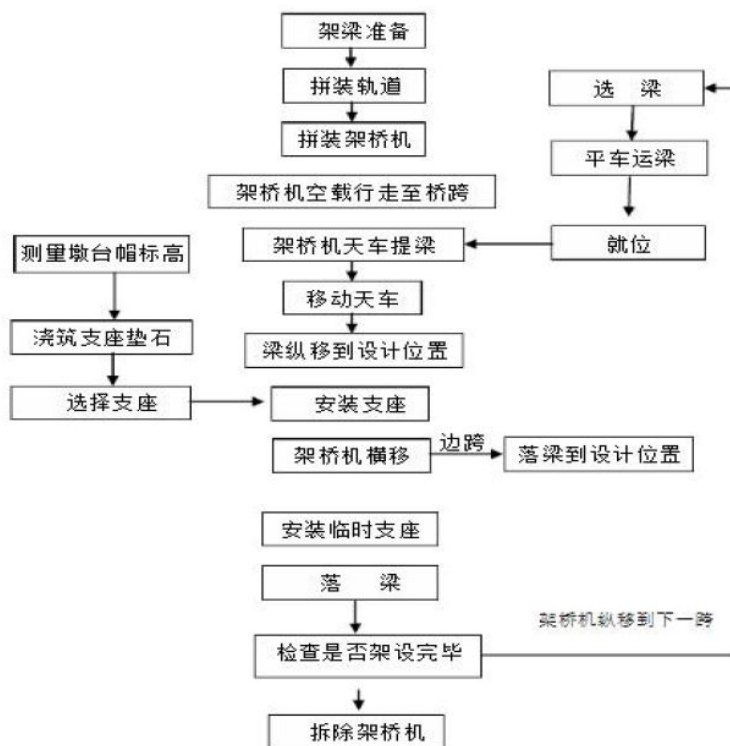 架梁准备
拼装轨道
选 梁
拼装架桥机
平车运梁
架桥机空载行走至桥跨
测量墩台帽标高
架桥机天车提梁
就位
移动天车
浇筑支座垫石
梁纵移到设计位置
选择支座
安装支座
架桥机横移
边跨
落梁到设计位置
安装临时支座
落 梁
架桥机纵移到下一跨
检查是否架设完毕
拆除架桥机